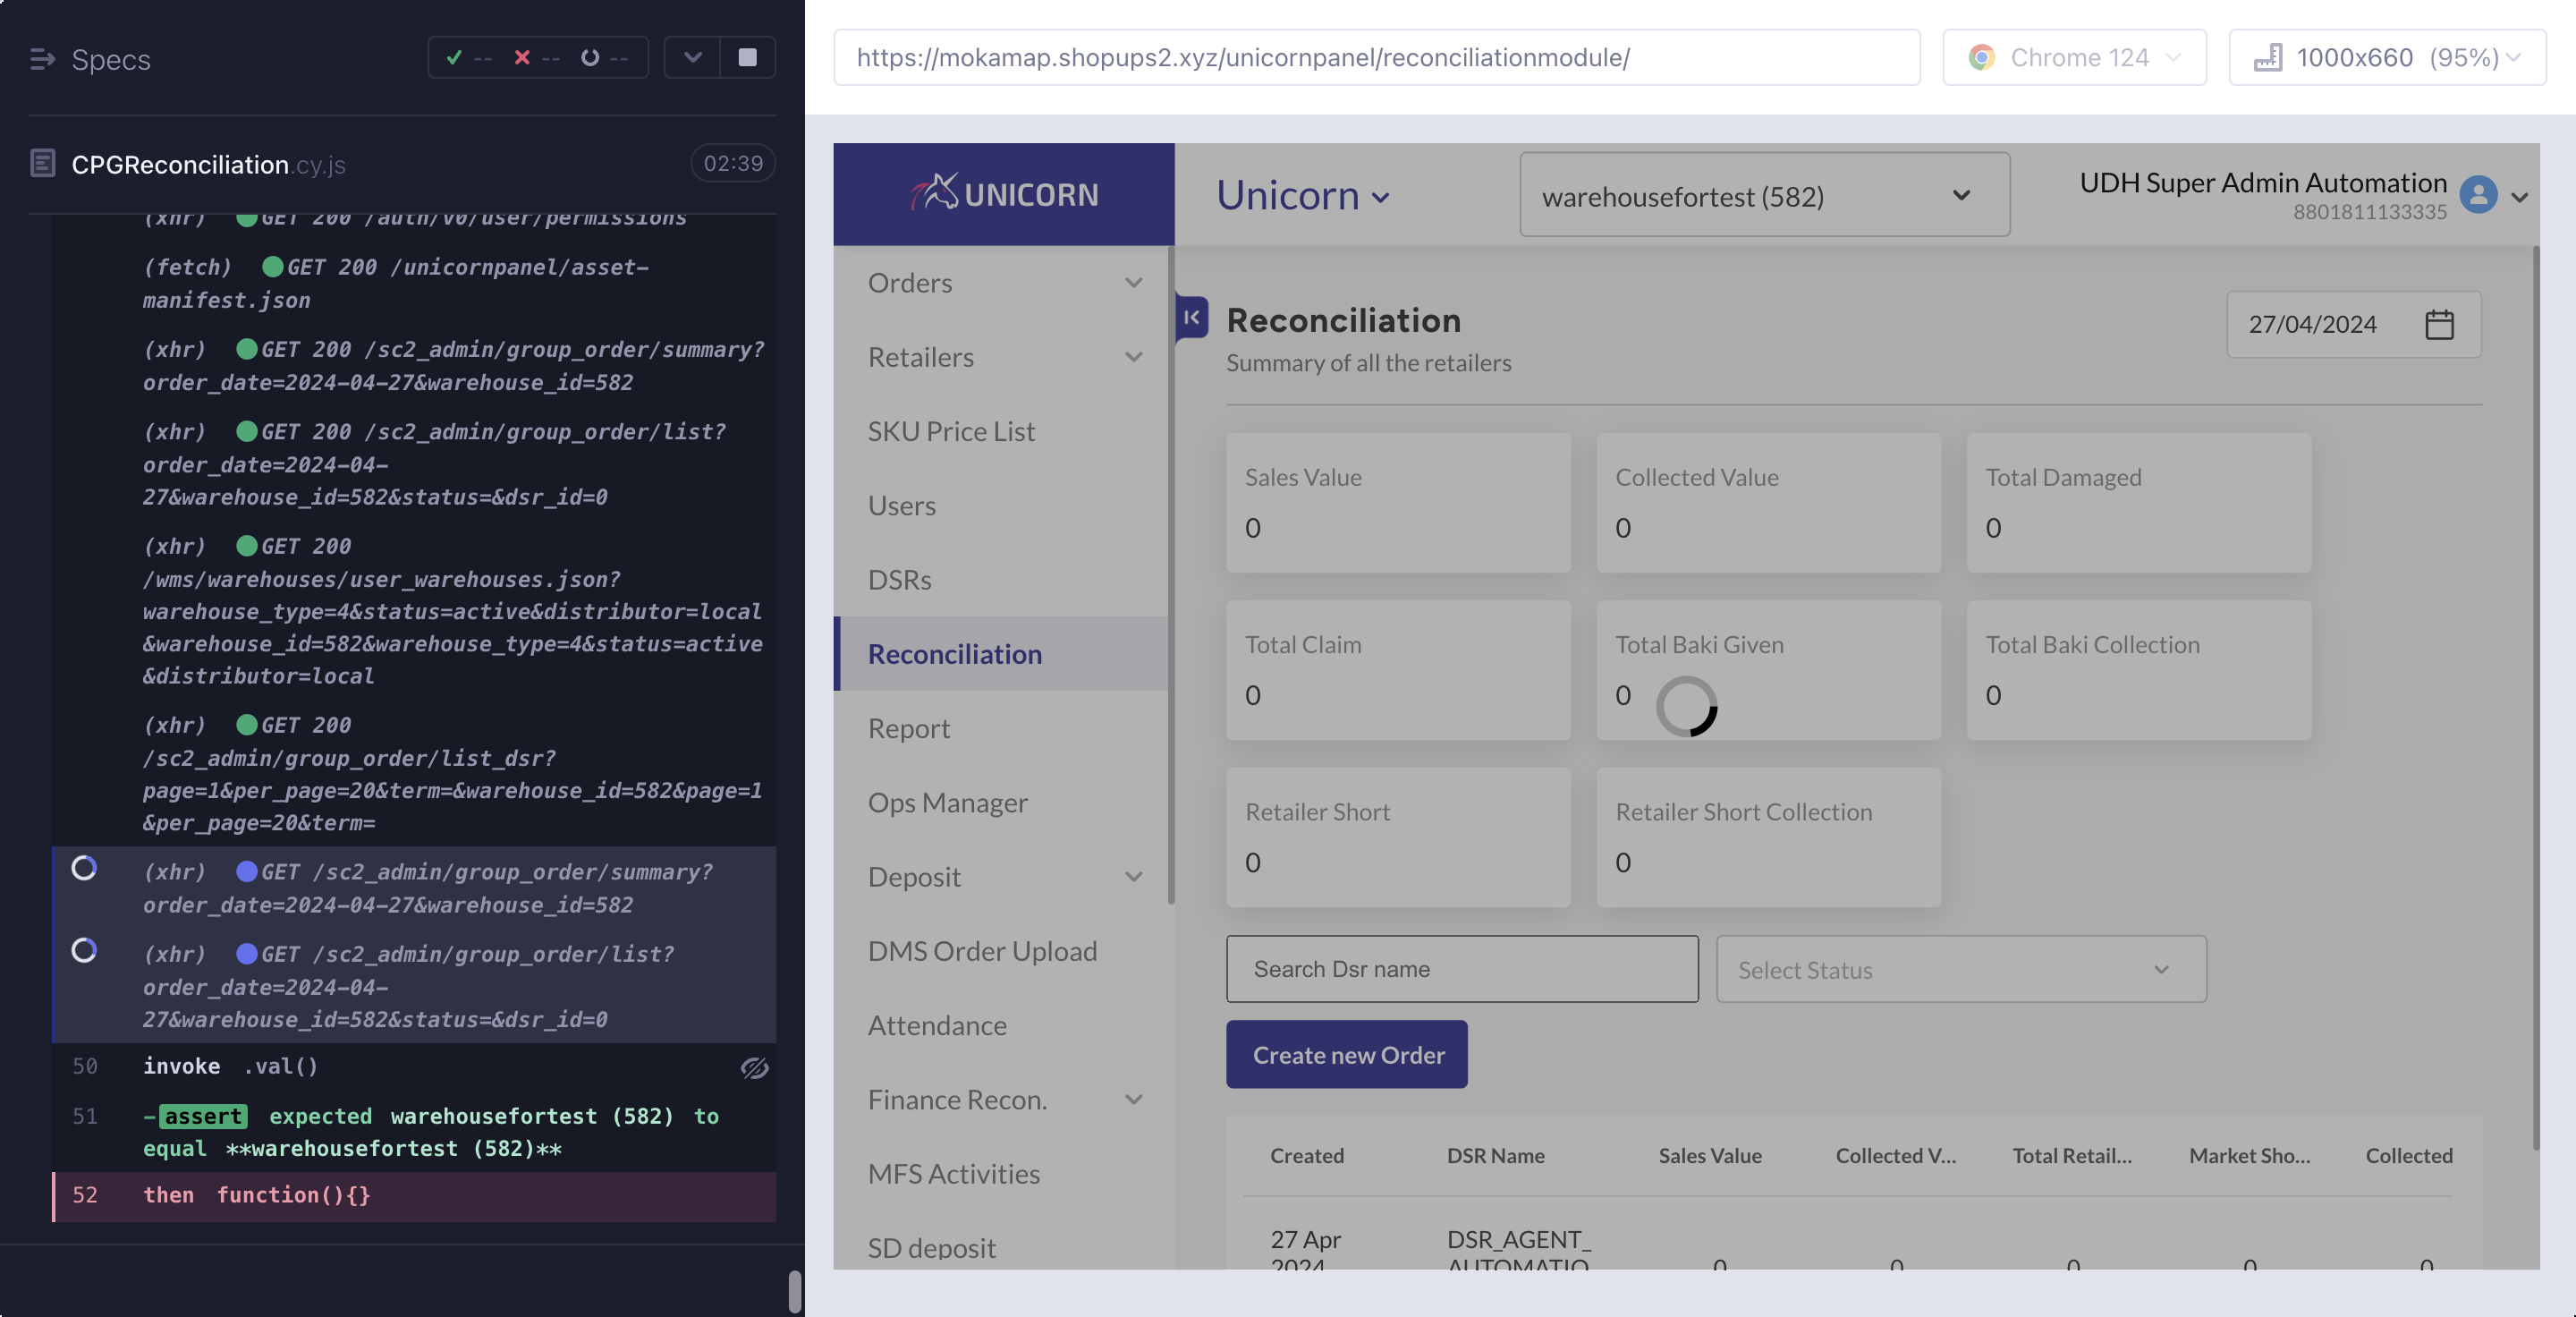 Specs
-- -- --
CPGReconciliation.cy.js
02:39
(xhr) GET 200 /auth/v0/user/permissions
(fetch) GET 200 /unicornpanel/asset-
manifest.json
(xhr) GET 200 /sc2_admin/group_order/summary?
order_date=2024-04-27&warehouse_id=582
(xhr) GET 200 /sc2_admin/group_order/list?
order_date=2024-04-
27&warehouse_id=582&status=&dsr_id=0
(xhr) GET 200
/wms/warehouses/user_warehouses.json?
warehouse_type=4&status=active&distributor=local
&warehouse_id=582&warehouse_type=4&status=active
&distributor=local
(xhr) GET 200
/sc2_admin/group_order/list_dsr?
page=1&per_page=20&term=&warehouse_id=582&page=1
&per_page=20&term=
(xhr) GET /sc2_admin/group_order/summary?
order_date=2024-04-27&warehouse_id=582
(xhr) GET /sc2_admin/group_order/list?
order_date=2024-04-
27&warehouse_id=582&status=&dsr_id=0
50 invoke .val()
51 -assert expected warehousefortest (582) to
equal **warehousefortest (582)**
52 then function(){}
https://mokamap.shopups2.xyz/unicornpanel/reconciliationmodule/
Chrome 124
1000x660 (95%)
UNICORN
Unicorn
warehousefortest (582)
UDH Super Admin Automation
8801811133335
Orders
Retailers
SKU Price List
Users
DSRs
Reconciliation
Report
Ops Manager
Deposit
DMS Order Upload
Attendance
Finance Recon.
MFS Activities
SD deposit
Reconciliation
Summary of all the retailers
27/04/2024
Sales Value
0
Collected Value
0
Total Damaged
0
Total Claim
0
Total Baki Given
0
Total Baki Collection
0
Retailer Short
0
Retailer Short Collection
0
Search Dsr name
Select Status
Create new Order
Created DSR Name Sales Value Collected V... Total Retail... Market Sho... Collected
27 Apr DSR_AGENT_
2024 AUTOMATIO 0 0 0 0 0